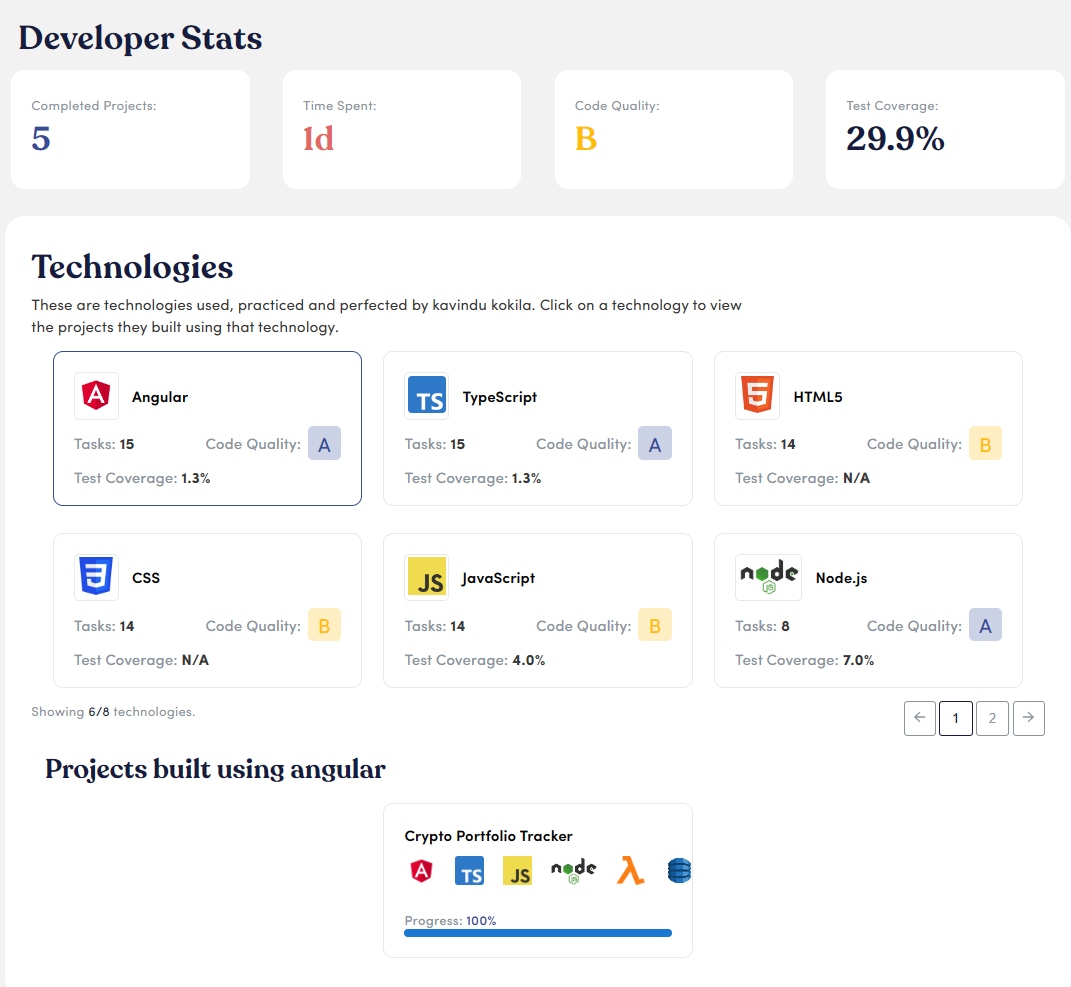 Developer Stats
Completed Projects: Time Spent: Code Quality: Test Coverage:
5 1d B 29.9%
Technologies
These are technologies used, practiced and perfected by kavindu kokila. Click on a technology to view
the projects they built using that technology.
Angular TS TypeScript HTML5
Tasks: 15 Code Quality: A Tasks: 15 Code Quality: A Tasks: 14 Code Quality: B
Test Coverage: 1.3% Test Coverage: 1.3% Test Coverage: N/A
CSS JS JavaScript node JS Node.js
Tasks: 14 Code Quality: B Tasks: 14 Code Quality: B Tasks: 8 Code Quality: A
Test Coverage: N/A Test Coverage: 4.0% Test Coverage: 7.0%
Showing 6/8 technologies. ← 1 2 →
Projects built using angular
Crypto Portfolio Tracker
A TS JS node JS
Progress: 100%